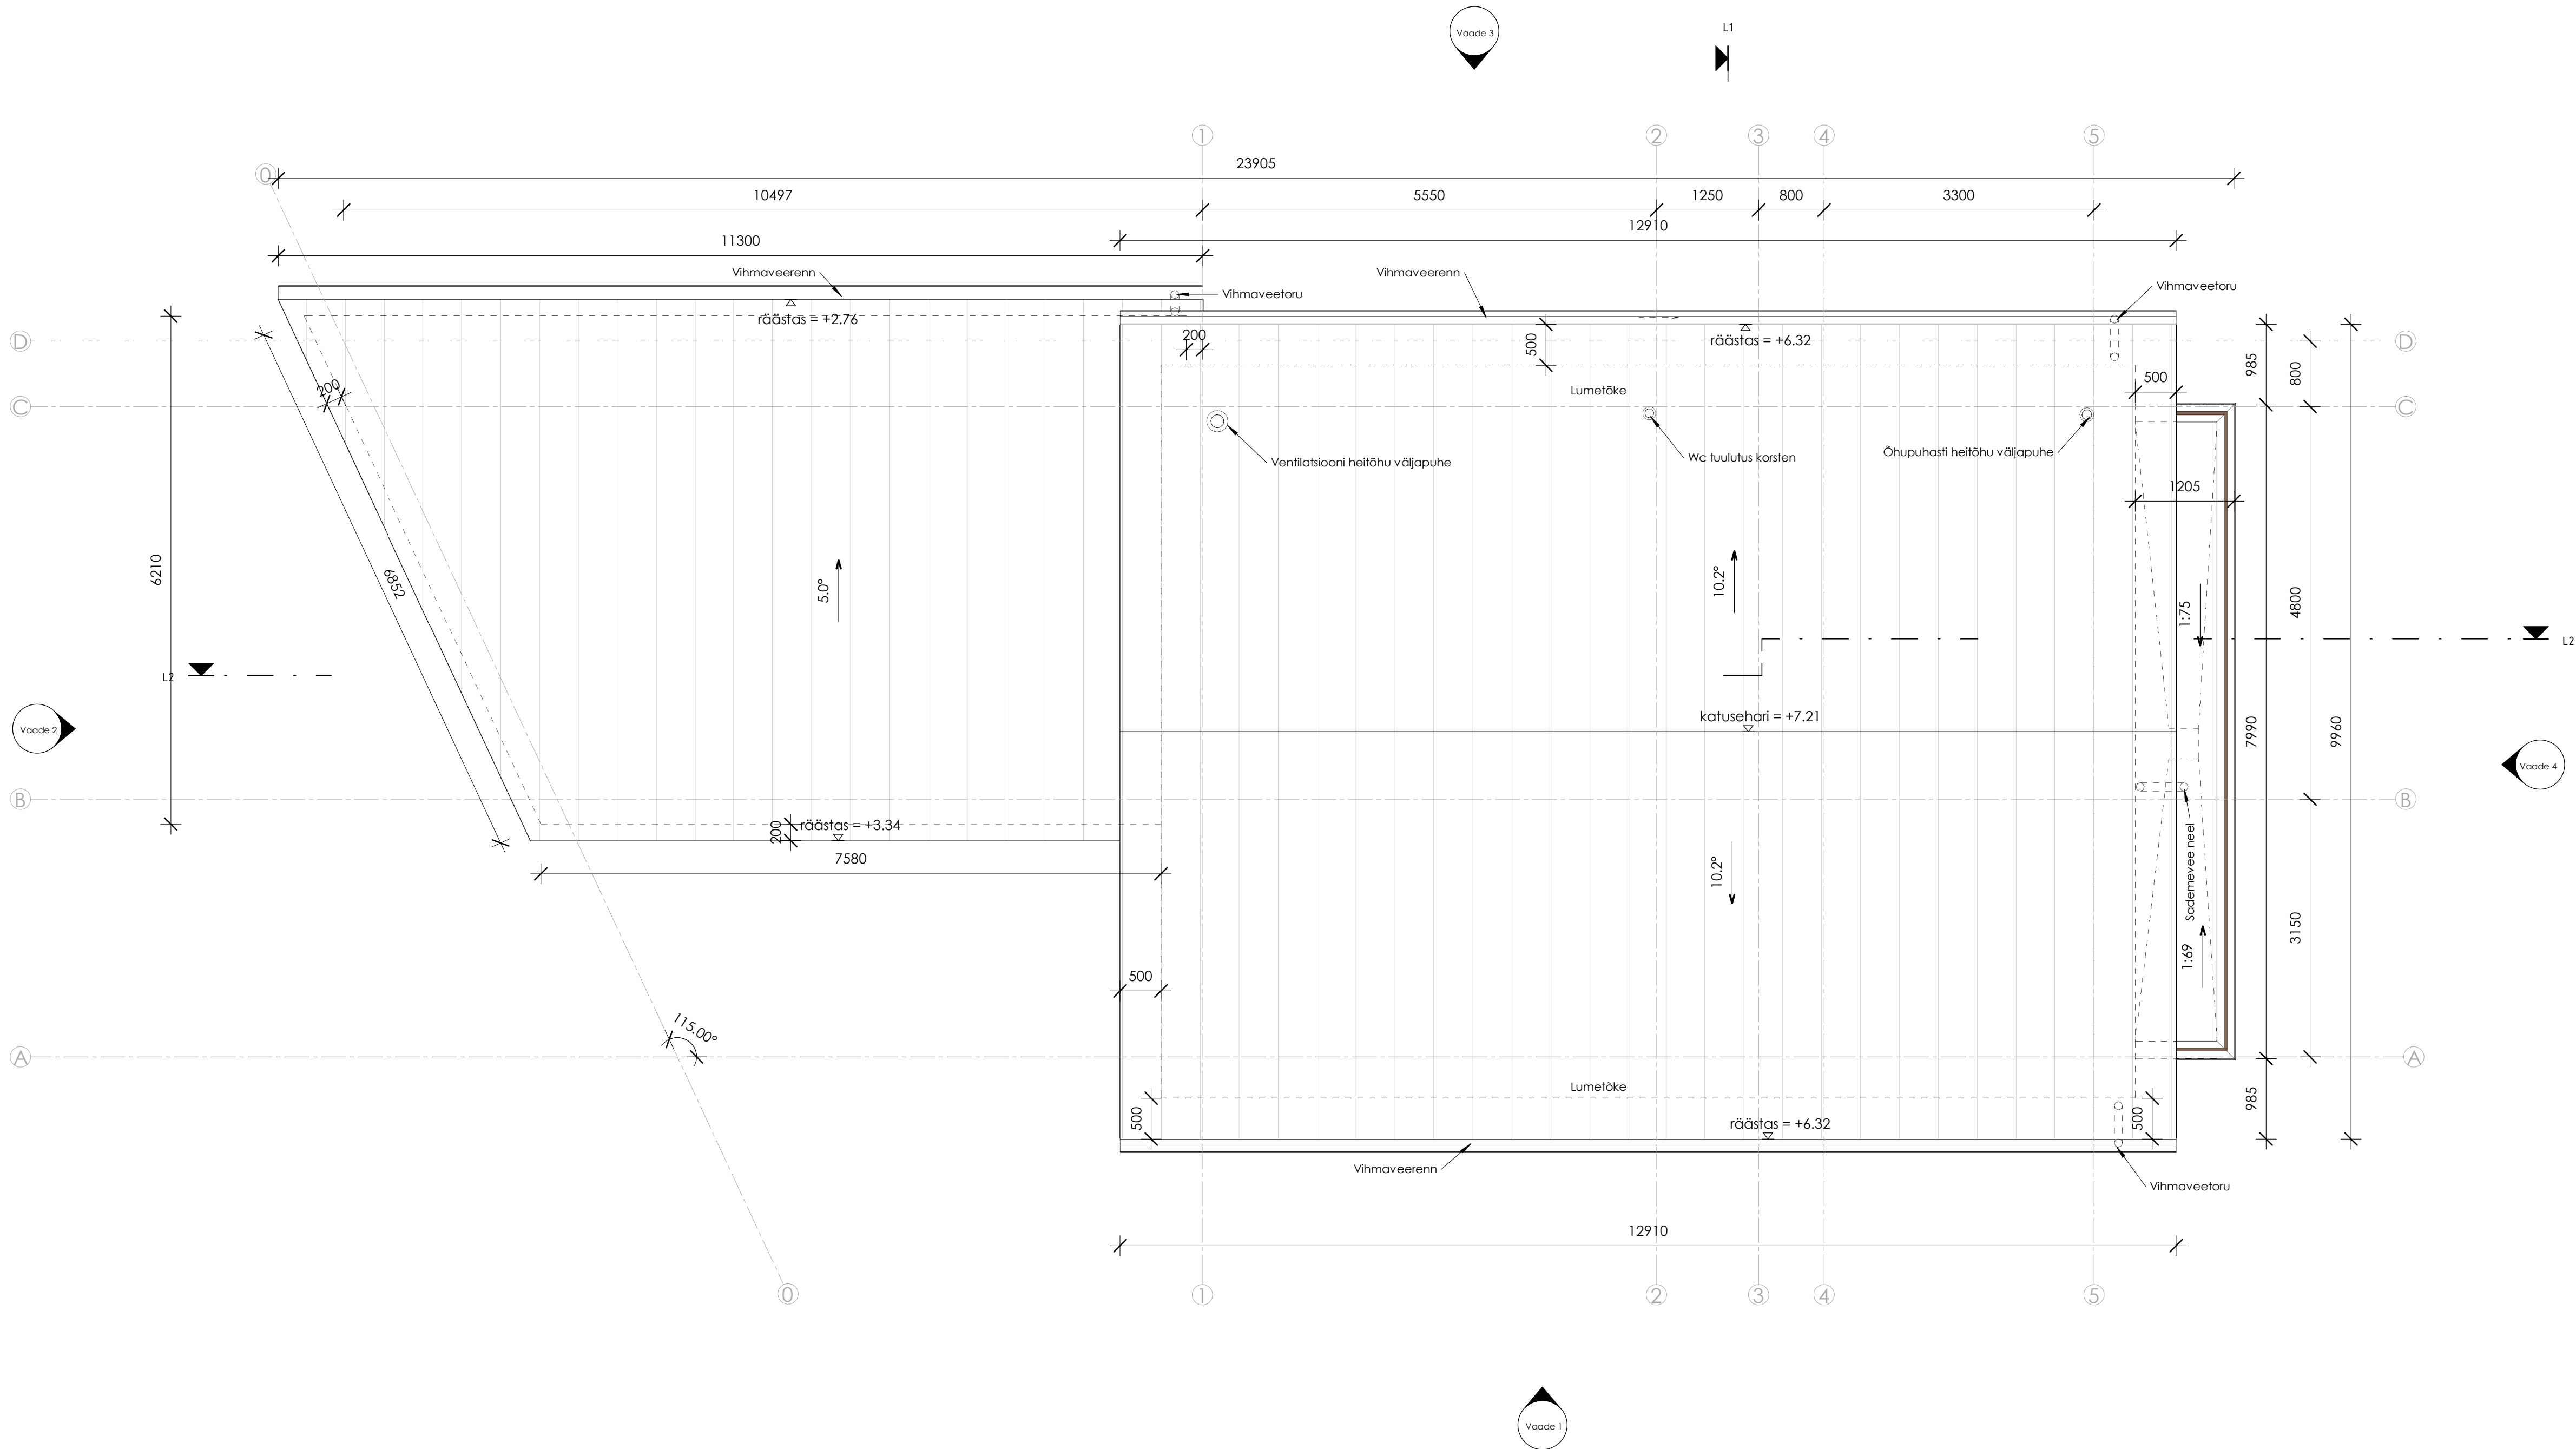 Vaade 3
L1
1
2
3
4
5
0
23905
10497
5550
1250
800
3300
12910
11300
Vihmaveerenn
Vihmaveerenn
Vihmaveetoru
Vihmaveetoru
räästas = +2.76
D
200
500
räästas = +6.32
985
800
D
200
Lumetõke
500
C
C
Ventilatsiooni heitõhu väljapuhe
Wc tuulutus korsten
Õhupuhasti heitõhu väljapuhe
1205
6210
6852
5.0°
10.2°
1:75
4800
L2
L2
Vaade 2
katusehari = +7.21
7990
9960
Vaade 4
B
B
200
räästas = +3.34
7580
10.2°
Sademevee neel
1:69
3150
500
115.00°
A
A
Lumetõke
985
500
räästas = +6.32
500
Vihmaveerenn
Vihmaveetoru
12910
0
1
2
3
4
5
Vaade 1